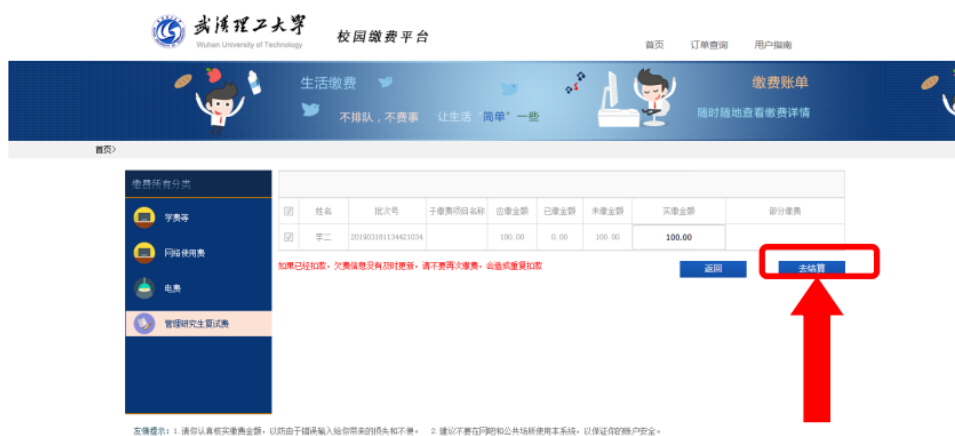 武漢理工大學
Wuhan University of Technology
校园缴费平台
首页 订单查询 用户指南
生活缴费
不排队，不费事 让生活“简单”一些
缴费账单
随时随地查看缴费详情
首页>
缴费所有分类
学费等
网络使用费
电费
管理研究生复试费
姓名 批次号 子缴费项目名称 应缴金额 已缴金额 未缴金额 实缴金额 部分缴费
李二 201903181134421034 100.00 0.00 100.00 100.00
如果已经扣款，欠费信息没有及时更新，请不要再次缴费，会造成重复扣款
返回 去结算
友情提示：1.请您认真核实缴费金额，以防由于错误输入给您带来的损失和不便。 2.建议不要在网吧和公共场所使用本系统，以保证你的账户安全。